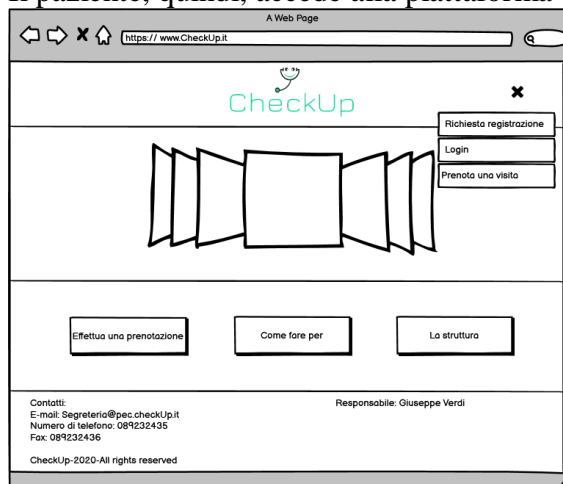 Il paziente, quindi, accede alla piattaforma
A Web Page
https:// www.CheckUp.it
CheckUp
Richiesta registrazione
Login
Prenota una visita
Effettua una prenotazione
Come fare per
La struttura
Contatti:
Responsabile: Giuseppe Verdi
E-mail: Segreteria@pec.checkUp.it
Numero di telefono: 089232435
Fax: 089232436
CheckUp-2020-All rights reserved